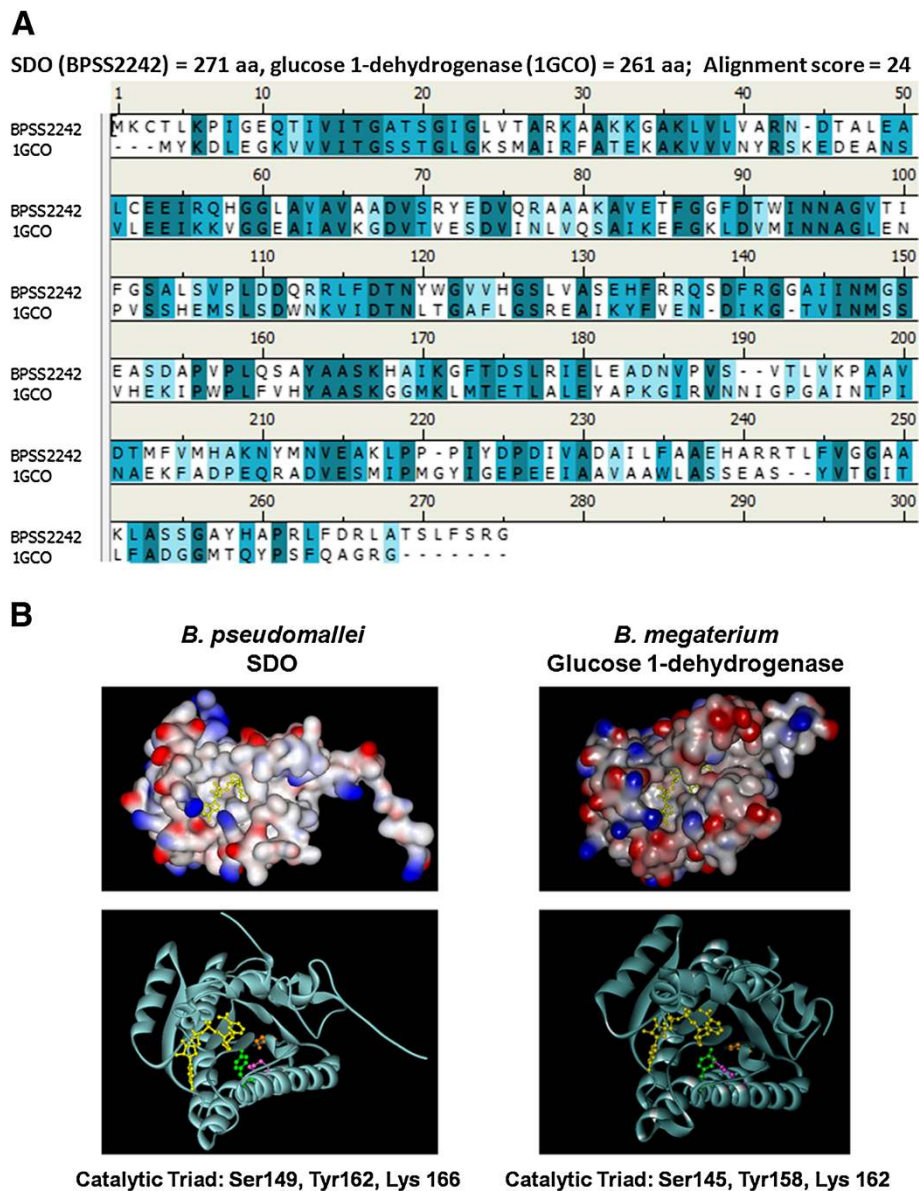 A
SDO (BPSS2242) = 271 aa, glucose 1-dehydrogenase (1GCO) = 261 aa; Alignment score = 24
1 10 20 30 40 50
BPSS2242 MKCTLKPIGEQTIVITGATSGIGLVTARKAAKKGAKLVLVARN-DTALEA
1GCO ---MYKDLEGKVVVITGSSTGLGKSMAIRFATEKAKVVVNYRSKEDEANS
60 70 80 90 100
BPSS2242 LCEEIRQHGGLAVAVAADVSRYEDVQRAAAKAVETFGGFDTWINNAGVTI
1GCO VLEEIKKVGGEAIAVKGDVTVESDVINLVQSAIKEFGKLDVMINNAGLEN
110 120 130 140 150
BPSS2242 FGSALSVPLDDQRRLFDTNYWGVVHGSLVASEHFRRQSDFRGGAIINMGS
1GCO PVSSHEMSLSDWNKVIDTNLTGAFLGSREAIKYFVEN-DIKG-TVINMSS
160 170 180 190 200
BPSS2242 EASDAPVPLQSAYAASKHAIKGFTDSLRIELEADNVPVS--VTLVKPAAV
1GCO VHEKIPWPLFVHYAASKGGMKLMTETLALEYAPKGIRVNNIGPGAINTPI
210 220 230 240 250
BPSS2242 DTMFVMHAKNYMNVEAKLPP-PIYDPDIVADAILFAAEHARRTLFVGGAA
1GCO NAEKFADPEQRADVESMIPMGYIGEPEEIAAVAAWLASSEAS--YVTGIT
260 270 280 290 300
BPSS2242 KLASSGAYHAPRLFDRLATSLFSRG
1GCO LFADGGMTQYPSFQAGRG-------
B
B. pseudomallei
SDO
B. megaterium
Glucose 1-dehydrogenase
Catalytic Triad: Ser149, Tyr162, Lys 166
Catalytic Triad: Ser145, Tyr158, Lys 162